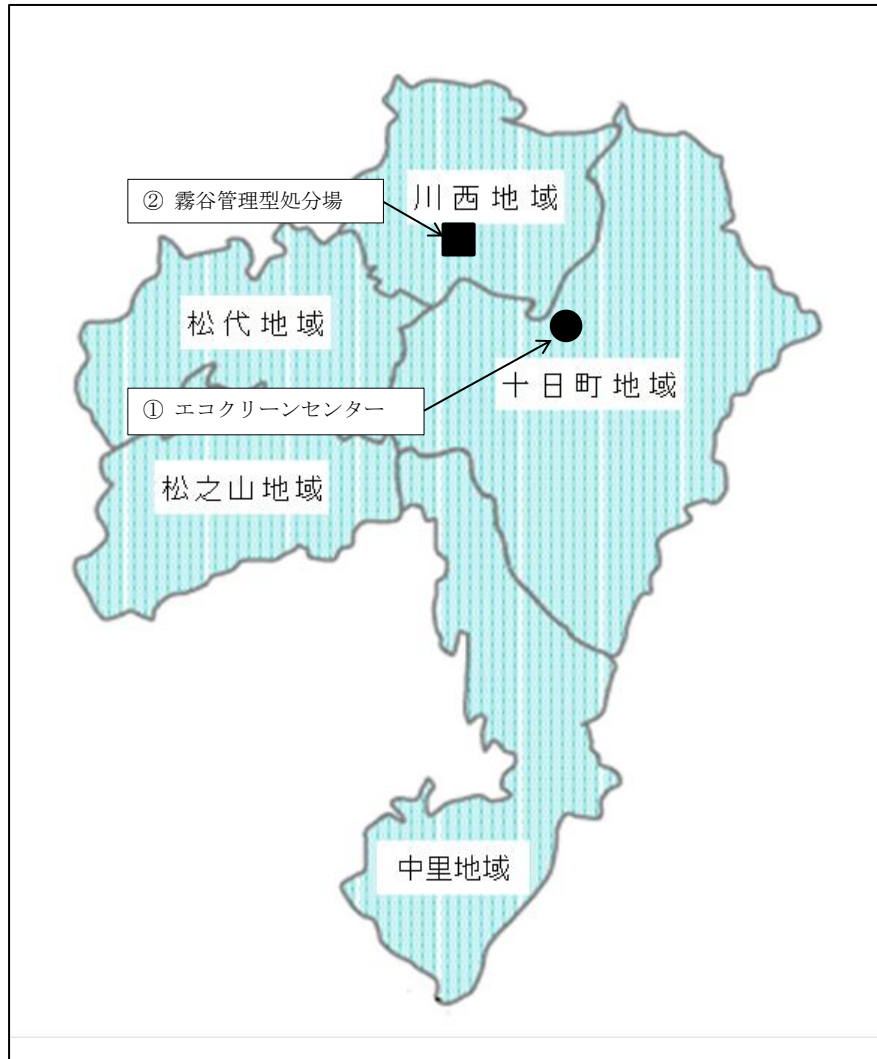 川西地域
② 霧谷管理型処分場
松代地域
十日町地域
① エコクリーンセンター
松之山地域
中里地域